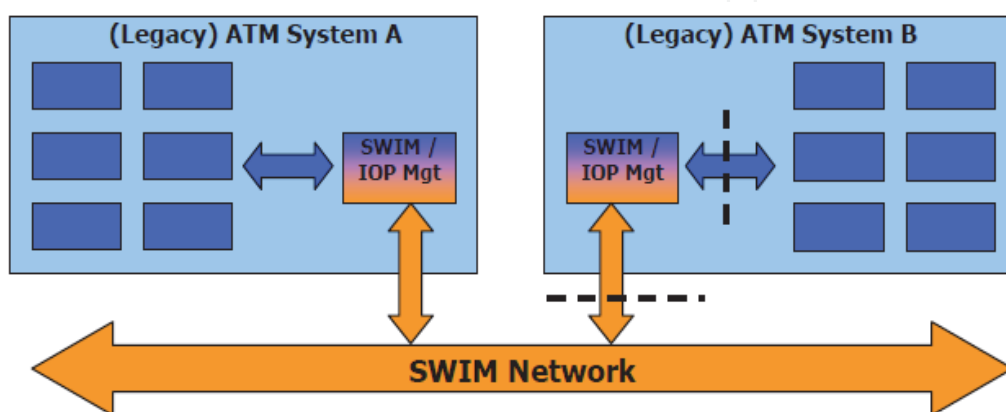 (Legacy) ATM System A
(Legacy) ATM System B
SWIM /
IOP Mgt
SWIM /
IOP Mgt
SWIM Network